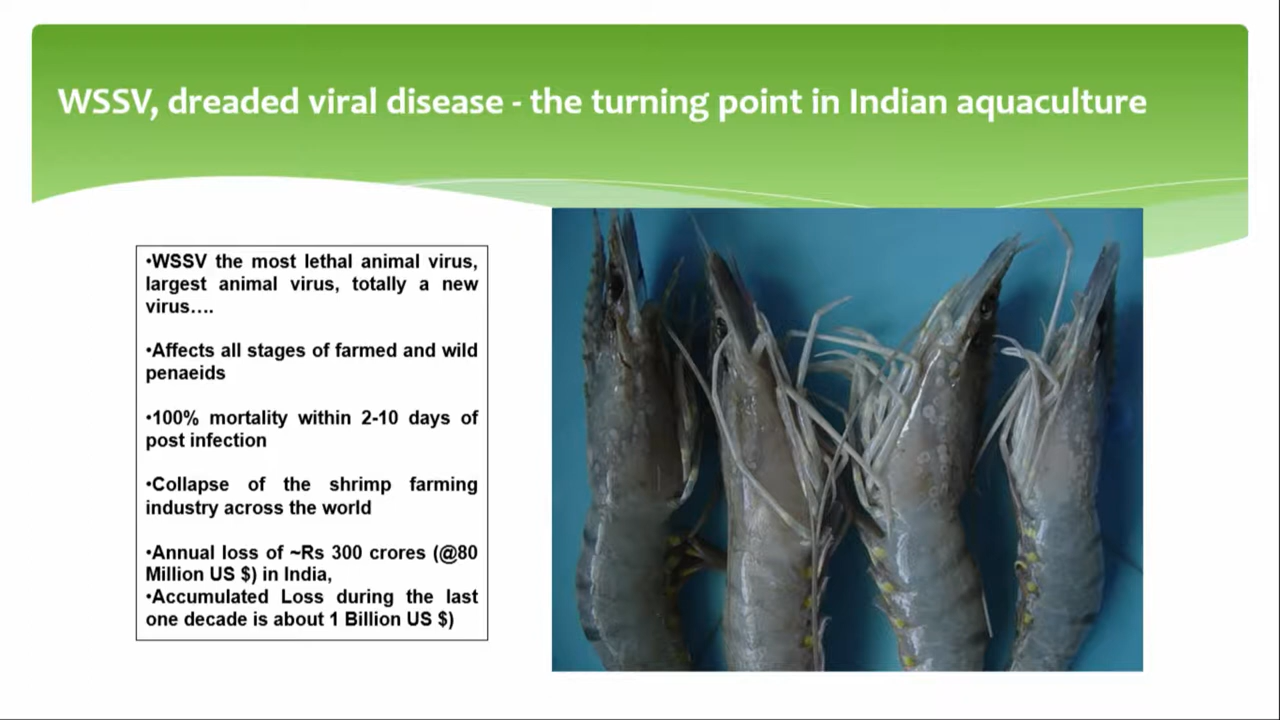 WSSV, dreaded viral disease - the turning point in Indian aquaculture
•WSSV the most lethal animal virus,
largest animal virus, totally a new
virus....
•Affects all stages of farmed and wild
penaeids
•100% mortality within 2-10 days of
post infection
•Collapse of the shrimp farming
industry across the world
•Annual loss of ~Rs 300 crores (@80
Million US $) in India,
•Accumulated Loss during the last
one decade is about 1 Billion US $)